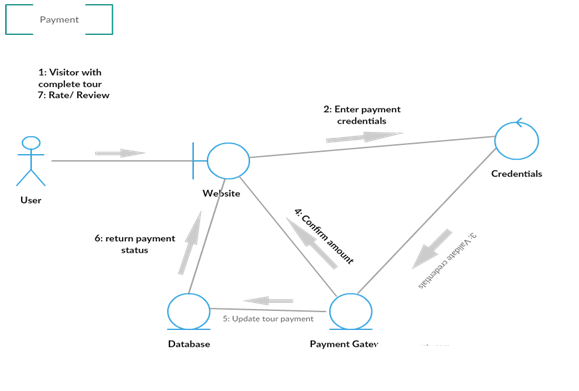 Payment
1: Visitor with
complete tour
7: Rate/ Review
2: Enter payment
credentials
User
Website
Credentials
4: Confirm amount
3: Validate credentials
6: return payment
status
5: Update tour payment
Database
Payment